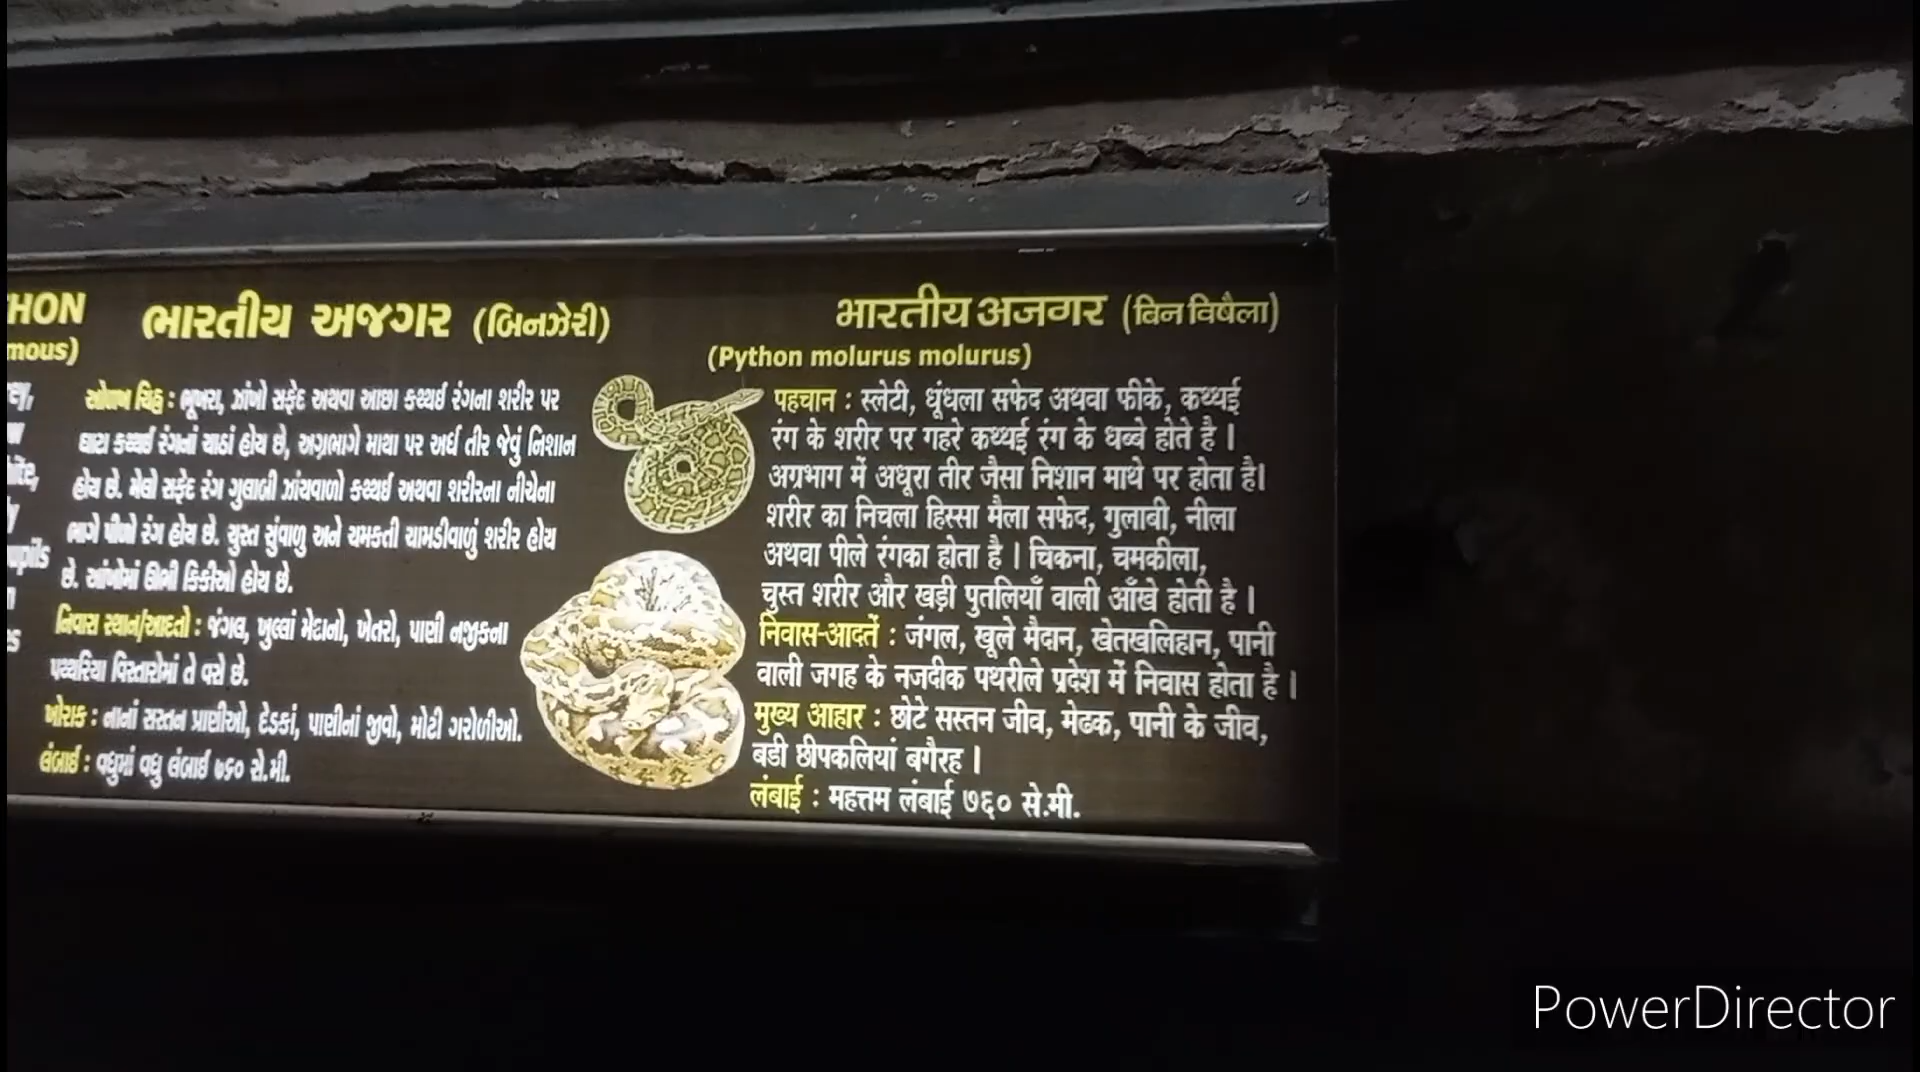 HON
mous)
upils
ભારતીય અજગર (બિનઝેરી)
ઓળખ ચિહ્ન : ભૂખરા, ઝાંખો સફેદ અથવા આછા કથ્થઈ રંગના શરીર પર
ઘાટા કથ્થઈ રંગનાં ચાઠાં હોય છે, અગ્રભાગે માથા પર અર્ધ તીર જેવું નિશાન
હોય છે. મેલો સફેદ રંગ ગુલાબી ઝાંયવાળો કથ્થઈ અથવા શરીરના નીચેના
ભાગે પીળો રંગ હોય છે. ચુસ્ત સુંવાળુ અને ચમકતી ચામડીવાળું શરીર હોય
છે. આંખોમાં ઊભી કિકીઓ હોય છે.
નિવાસ સ્થાન/આદતો : જંગલ, ખુલ્લાં મેદાનો, ખેતરો, પાણી નજીકના
પથ્થરિયા વિસ્તારોમાં તે વસે છે.
ખોરાક : નાનાં સસ્તન પ્રાણીઓ, દેડકાં, પાણીનાં જીવો, મોટી ગરોળીઓ.
લંબાઈ : વધુમાં વધુ લંબાઈ ૭૬૦ સે.મી.
भारतीय अजगर (बिन विषैला)
(Python molurus molurus)
पहचान : स्लेटी, धूंधला सफेद अथवा फीके, कथ्थई
रंग के शरीर पर गहरे कथ्थई रंग के धब्बे होते है ।
अग्रभाग में अधूरा तीर जैसा निशान माथे पर होता है।
शरीर का निचला हिस्सा मैला सफेद, गुलाबी, नीला
अथवा पीले रंगका होता है । चिकना, चमकीला,
चुस्त शरीर और खड़ी पुतलियाँ वाली आँखे होती है ।
निवास-आदतें : जंगल, खूले मैदान, खेतखलिहान, पानी
वाली जगह के नजदीक पथरीले प्रदेश में निवास होता है ।
मुख्य आहार : छोटे सस्तन जीव, मेढक, पानी के जीव,
बडी छीपकलियां बगैरह ।
लंबाई : महत्तम लंबाई ७६० से.मी.
PowerDirector